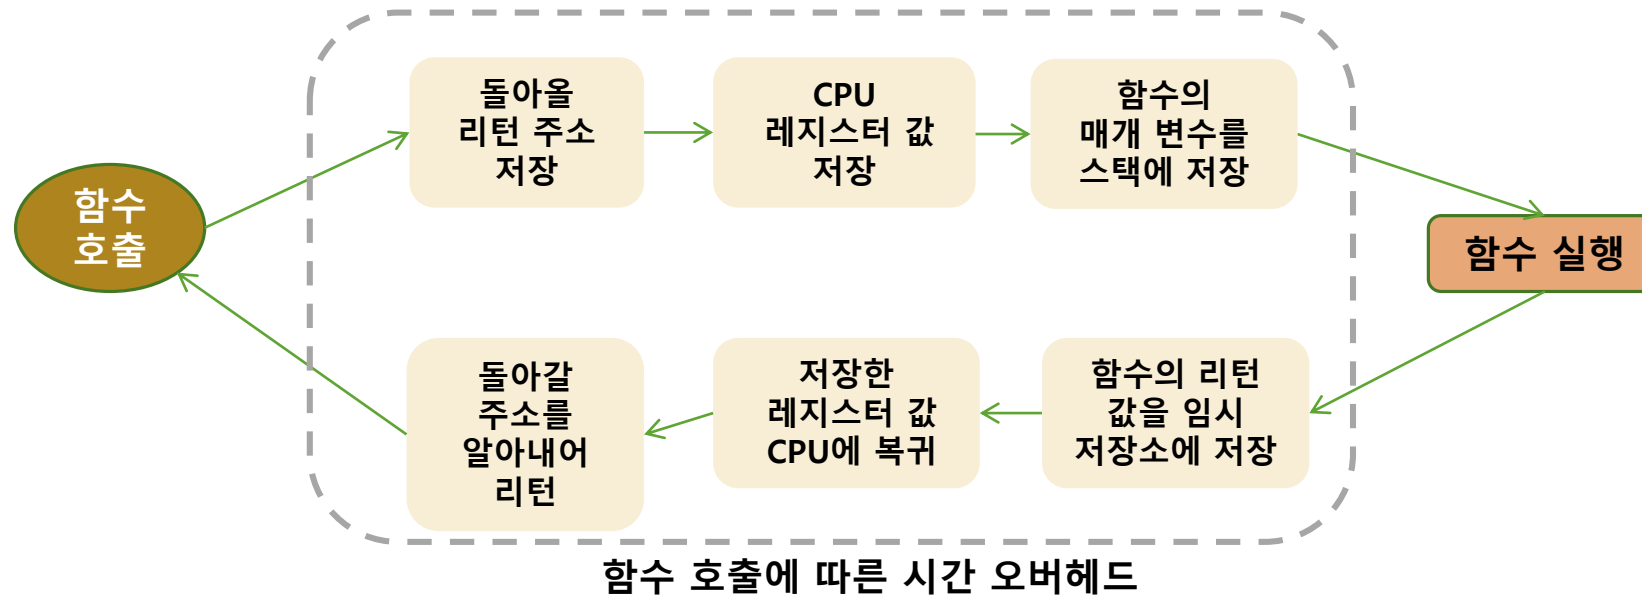 함수
호출
돌아올
리턴 주소
저장
CPU
레지스터 값
저장
함수의
매개 변수를
스택에 저장
함수 실행
함수의 리턴
값을 임시
저장소에 저장
저장한
레지스터 값
CPU에 복귀
돌아갈
주소를
알아내어
리턴
함수 호출에 따른 시간 오버헤드